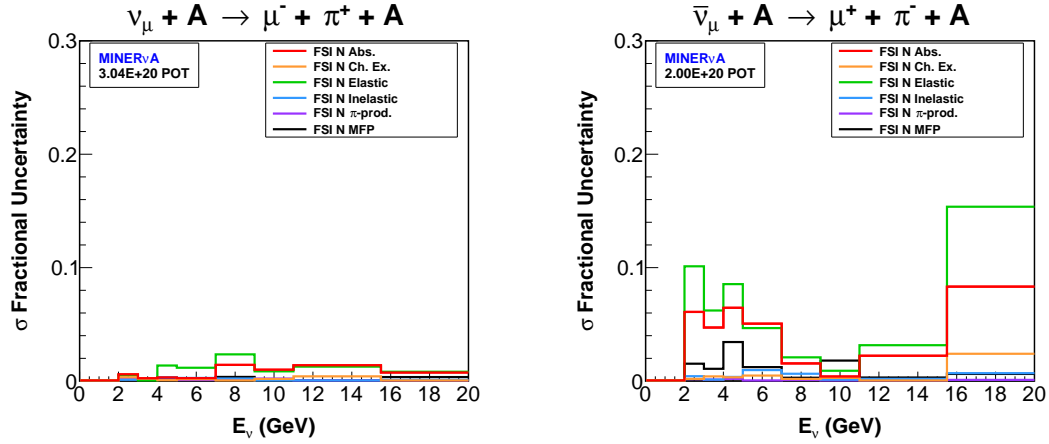 ν_μ + A → μ⁻ + π⁺ + A
0.3
0.2
0.1
0
σ Fractional Uncertainty
MINERνA
3.04E+20 POT
FSI N Abs.
FSI N Ch. Ex.
FSI N Elastic
FSI N Inelastic
FSI N π-prod.
FSI N MFP
0 2 4 6 8 10 12 14 16 18 20
E_ν (GeV)
ν̅_μ + A → μ⁺ + π⁻ + A
0.3
0.2
0.1
0
σ Fractional Uncertainty
MINERνA
2.00E+20 POT
FSI N Abs.
FSI N Ch. Ex.
FSI N Elastic
FSI N Inelastic
FSI N π-prod.
FSI N MFP
0 2 4 6 8 10 12 14 16 18 20
E_ν (GeV)